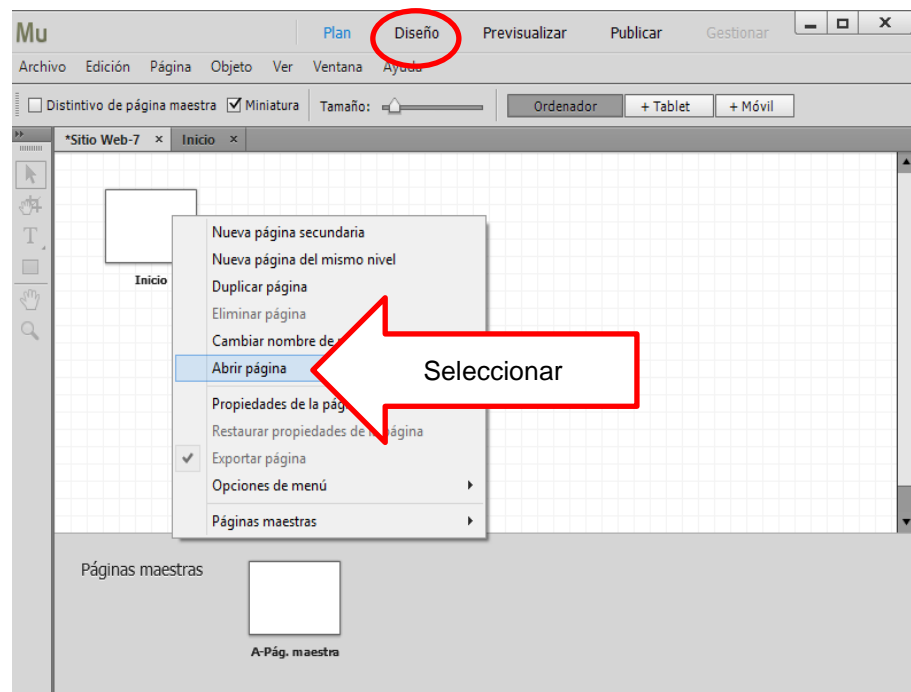 Mu Plan Diseño Previsualizar Publicar Gestionar
Archivo Edición Página Objeto Ver Ventana Ayuda
Distintivo de página maestra Miniatura Tamaño: Ordenador + Tablet + Móvil
*Sitio Web-7 × Inicio ×
T
Inicio
Nueva página secundaria
Nueva página del mismo nivel
Duplicar página
Eliminar página
Cambiar nombre de
Abrir página
Seleccionar
Propiedades de la pág
Restaurar propiedades de la página
Exportar página
Opciones de menú
Páginas maestras
Páginas maestras
A-Pág. maestra